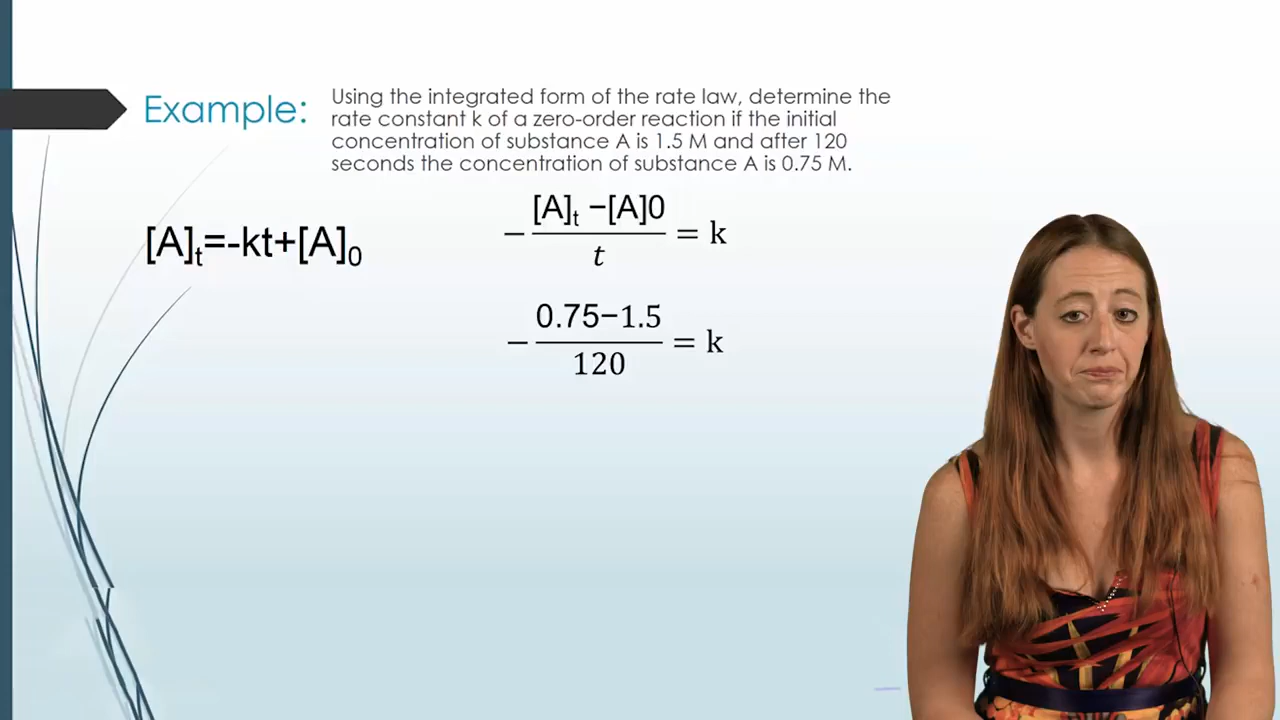 Example:
Using the integrated form of the rate law, determine the
rate constant k of a zero-order reaction if the initial
concentration of substance A is 1.5 M and after 120
seconds the concentration of substance A is 0.75 M.
[A]ₜ=-kt+[A]₀
−([A]ₜ −[A]0)/t = k
−(0.75−1.5)/120 = k